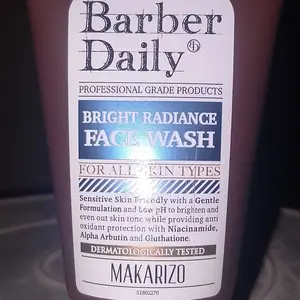 Barber
Daily
PROFESSIONAL GRADE PRODUCTS
BRIGHT RADIANCE
FACE WASH
FOR ALL SKIN TYPES
Sensitive Skin Friendly with a Gentle
Formulation and Low pH to brighten and
even out skin tone while providing anti
oxidant protection with Niacinamide,
Alpha Arbutin and Gluthatione.
DERMATOLOGICALLY TESTED
MAKARIZO
51802270